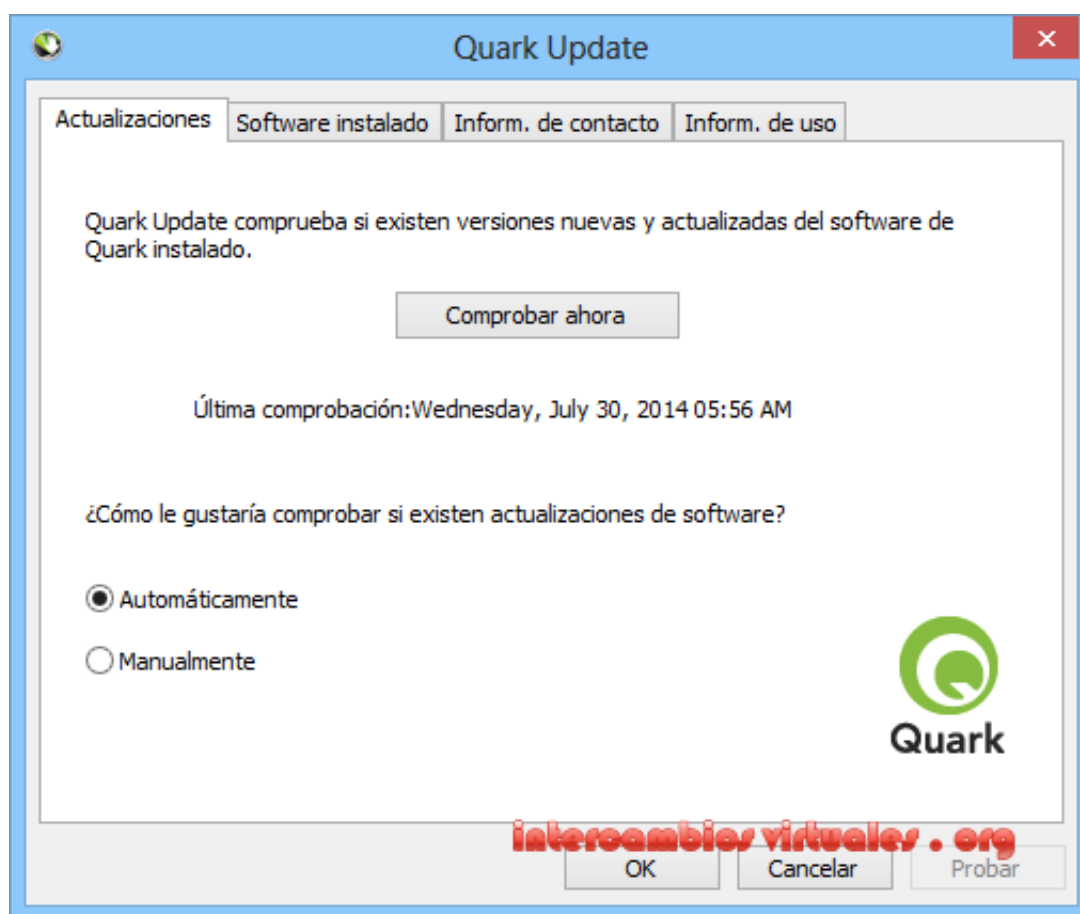 Quark Update
Actualizaciones
Software instalado
Inform. de contacto
Inform. de uso
Quark Update comprueba si existen versiones nuevas y actualizadas del software de
Quark instalado.
Comprobar ahora
Última comprobación:Wednesday, July 30, 2014 05:56 AM
¿Cómo le gustaría comprobar si existen actualizaciones de software?
Automáticamente
Manualmente
Quark
intercambios virtuales . org
OK
Cancelar
Probar